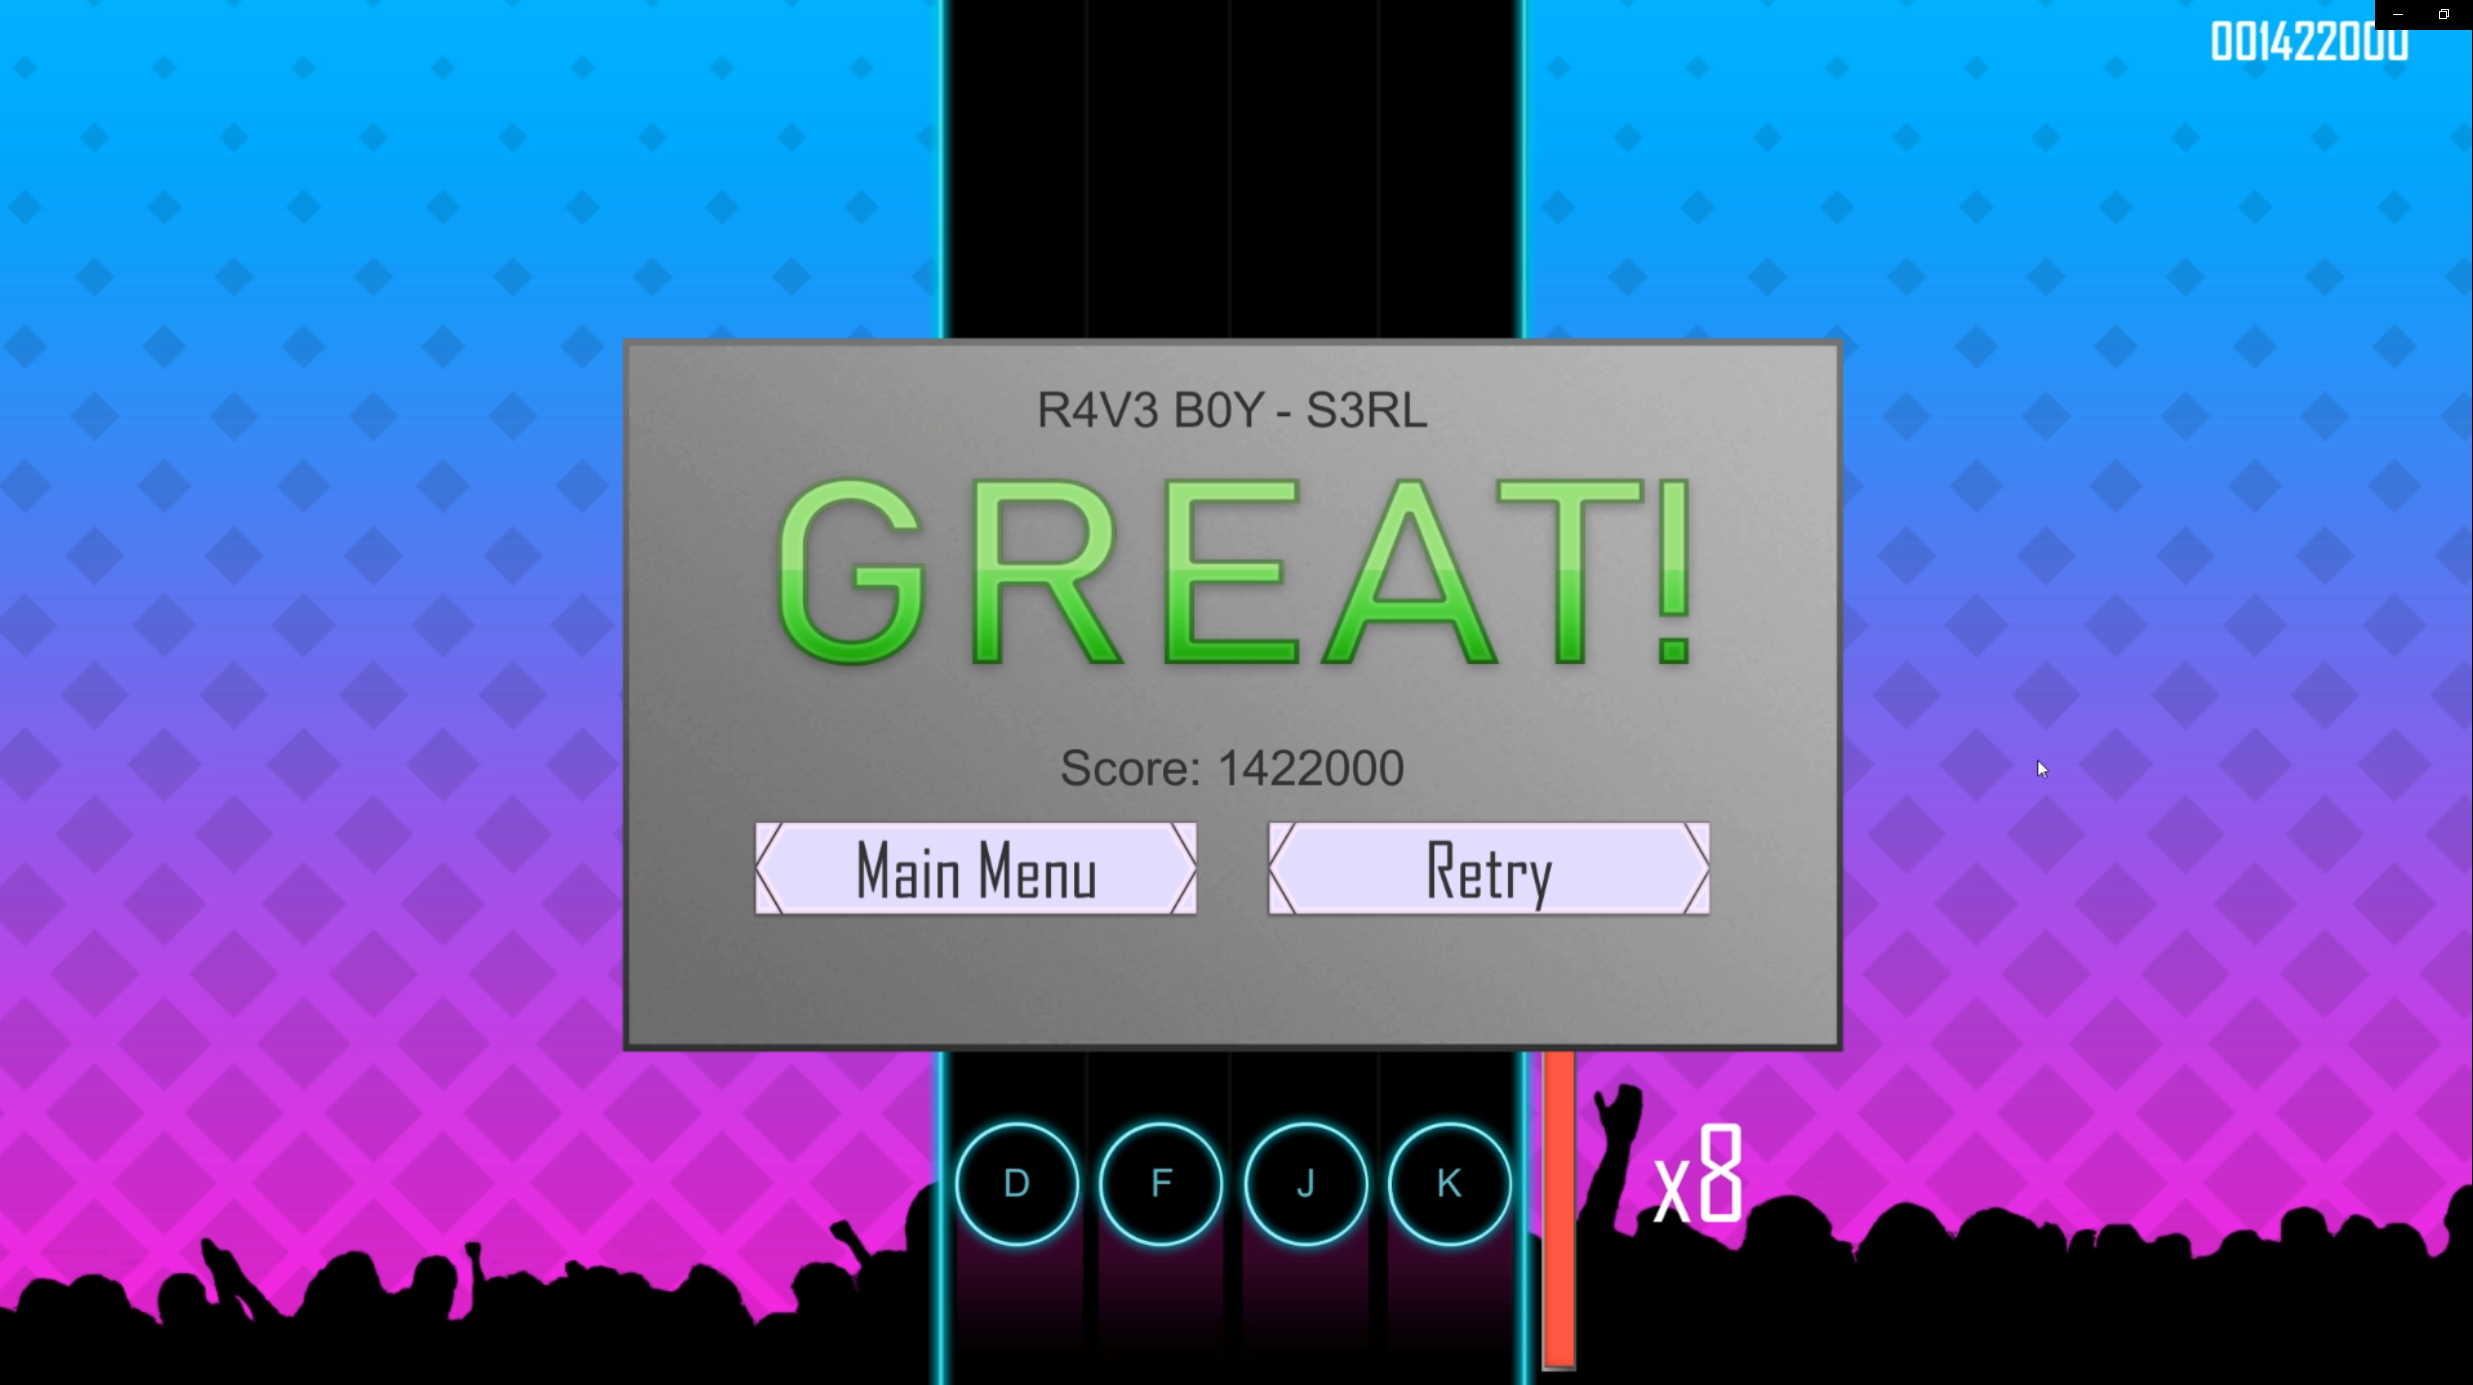 001422000
R4V3 B0Y - S3RL
GREAT!
Score: 1422000
Main Menu
Retry
D
F
J
K
x8